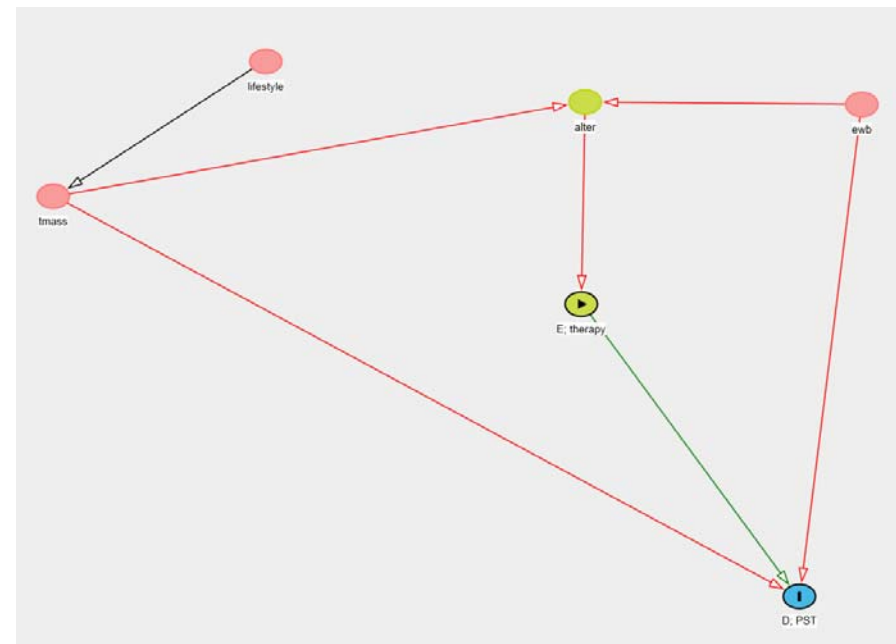 lifestyle
alter
ewb
tmass
E; therapy
D; PST